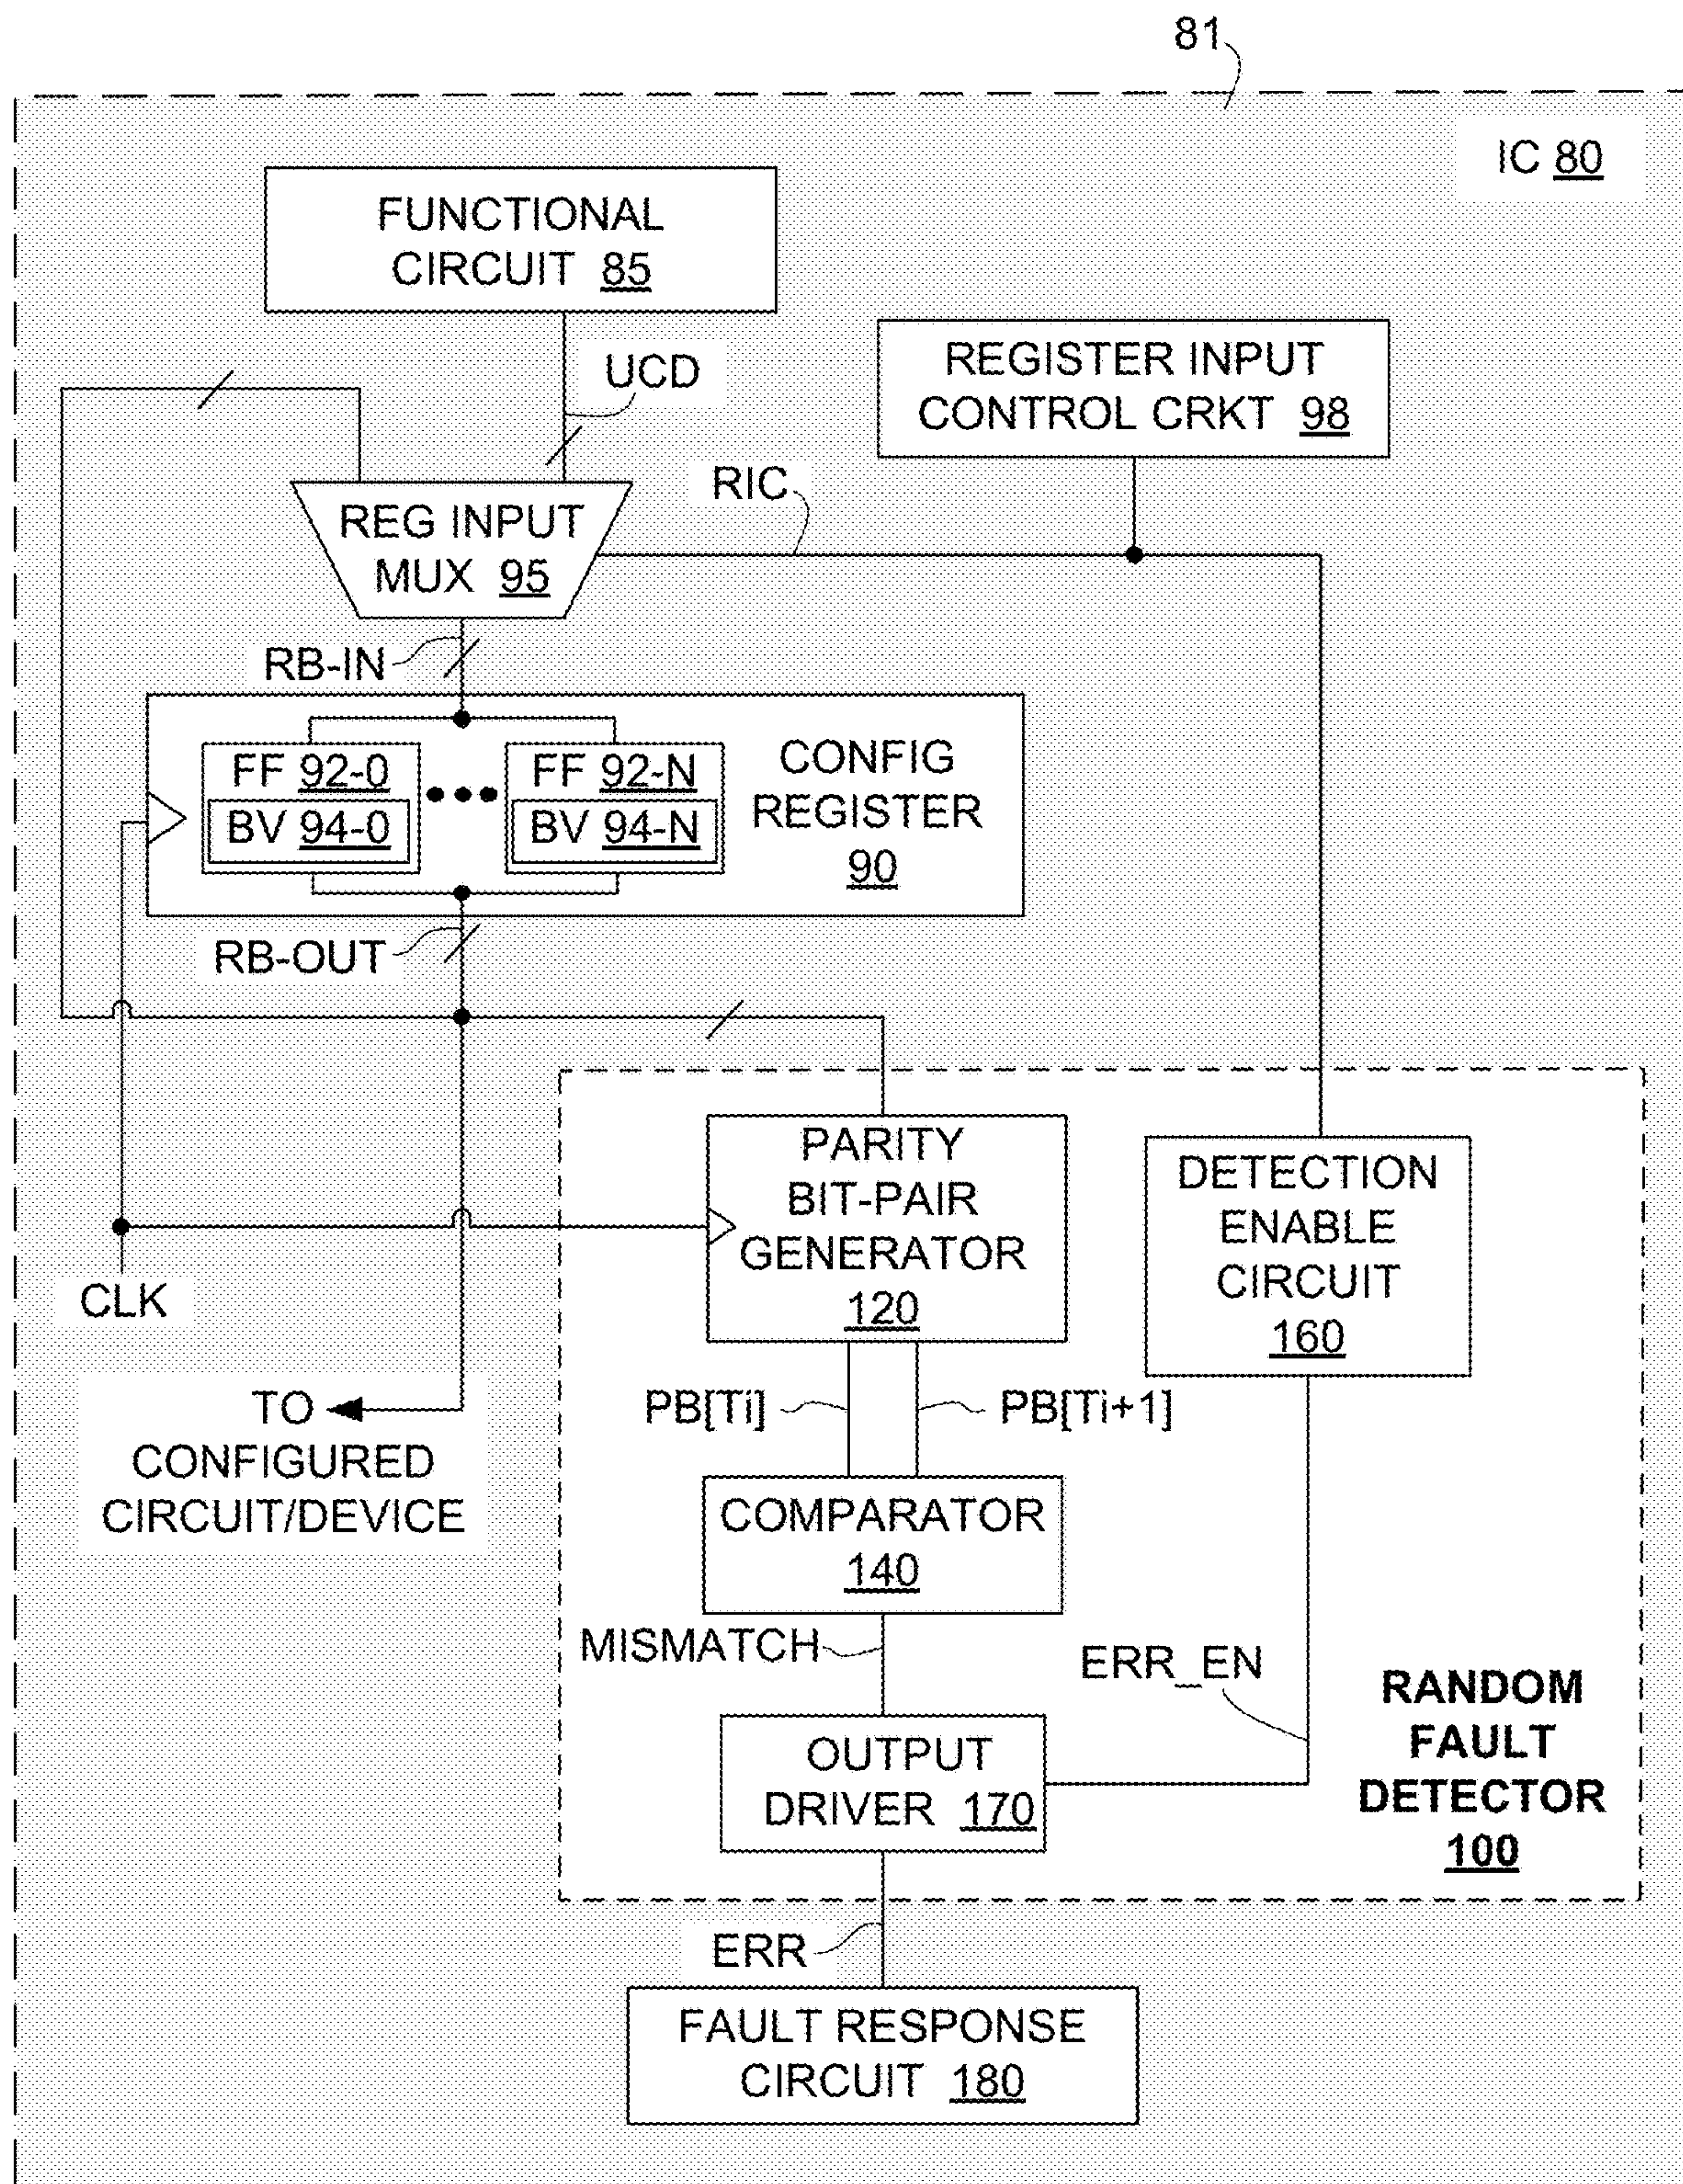 81
IC 80
FUNCTIONAL
CIRCUIT 85
UCD
REGISTER INPUT
CONTROL CRKT 98
RIC
REG INPUT
MUX 95
RB-IN
FF 92-0
BV 94-0
FF 92-N
BV 94-N
CONFIG
REGISTER
90
RB-OUT
CLK
TO
CONFIGURED
CIRCUIT/DEVICE
PARITY
BIT-PAIR
GENERATOR
120
DETECTION
ENABLE
CIRCUIT
160
PB[Ti]
PB[Ti+1]
COMPARATOR
140
MISMATCH
ERR_EN
OUTPUT
DRIVER 170
RANDOM
FAULT
DETECTOR
100
ERR
FAULT RESPONSE
CIRCUIT 180